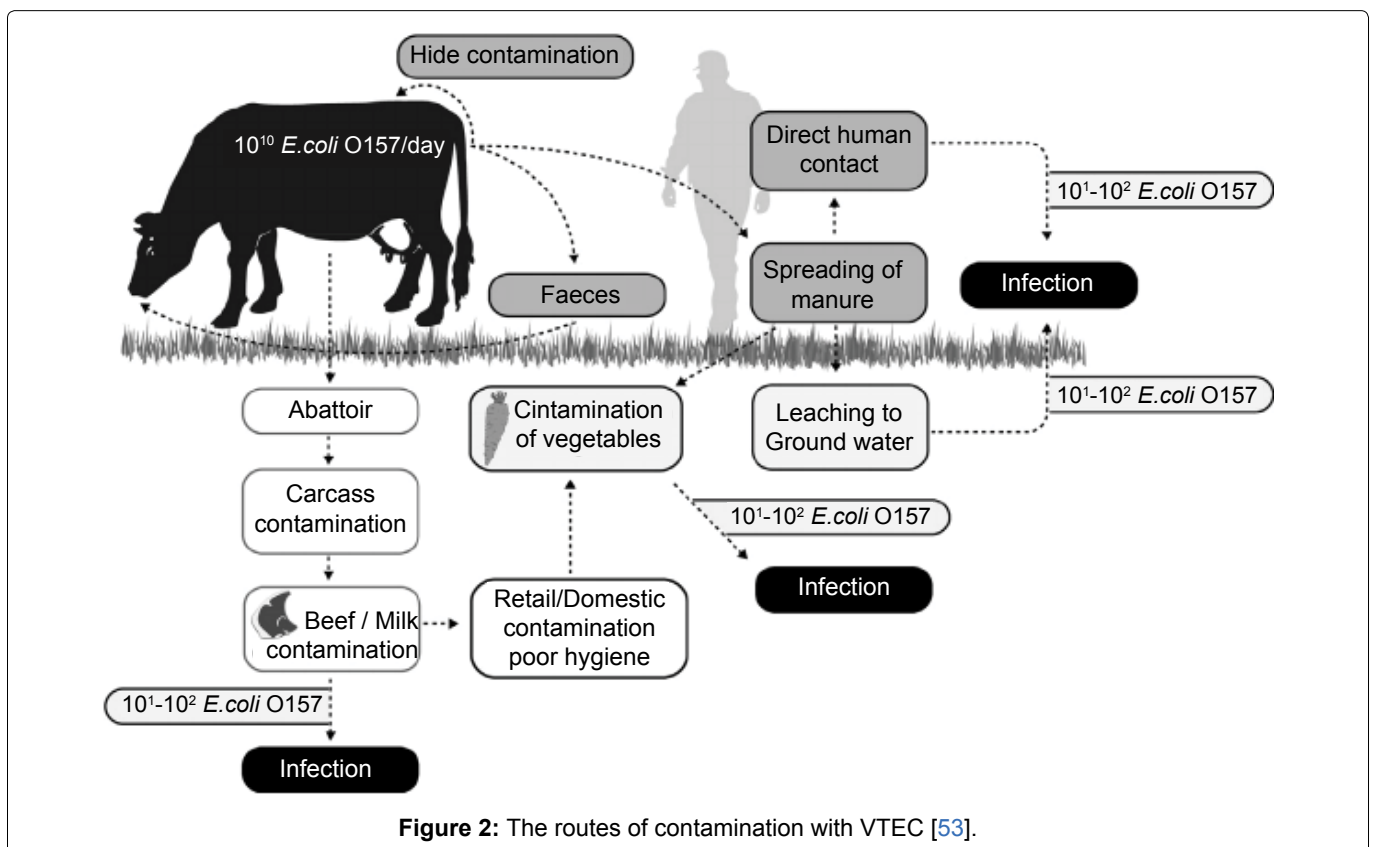 Hide contamination
10¹⁰ E.coli O157/day
Direct human
contact
10¹-10² E.coli O157
Spreading of
manure
Infection
Faeces
Abattoir
Cintamination
of vegetables
Leaching to
Ground water
10¹-10² E.coli O157
Carcass
contamination
10¹-10² E.coli O157
Infection
Beef / Milk
contamination
Retail/Domestic
contamination
poor hygiene
10¹-10² E.coli O157
Infection
Figure 2: The routes of contamination with VTEC [53].